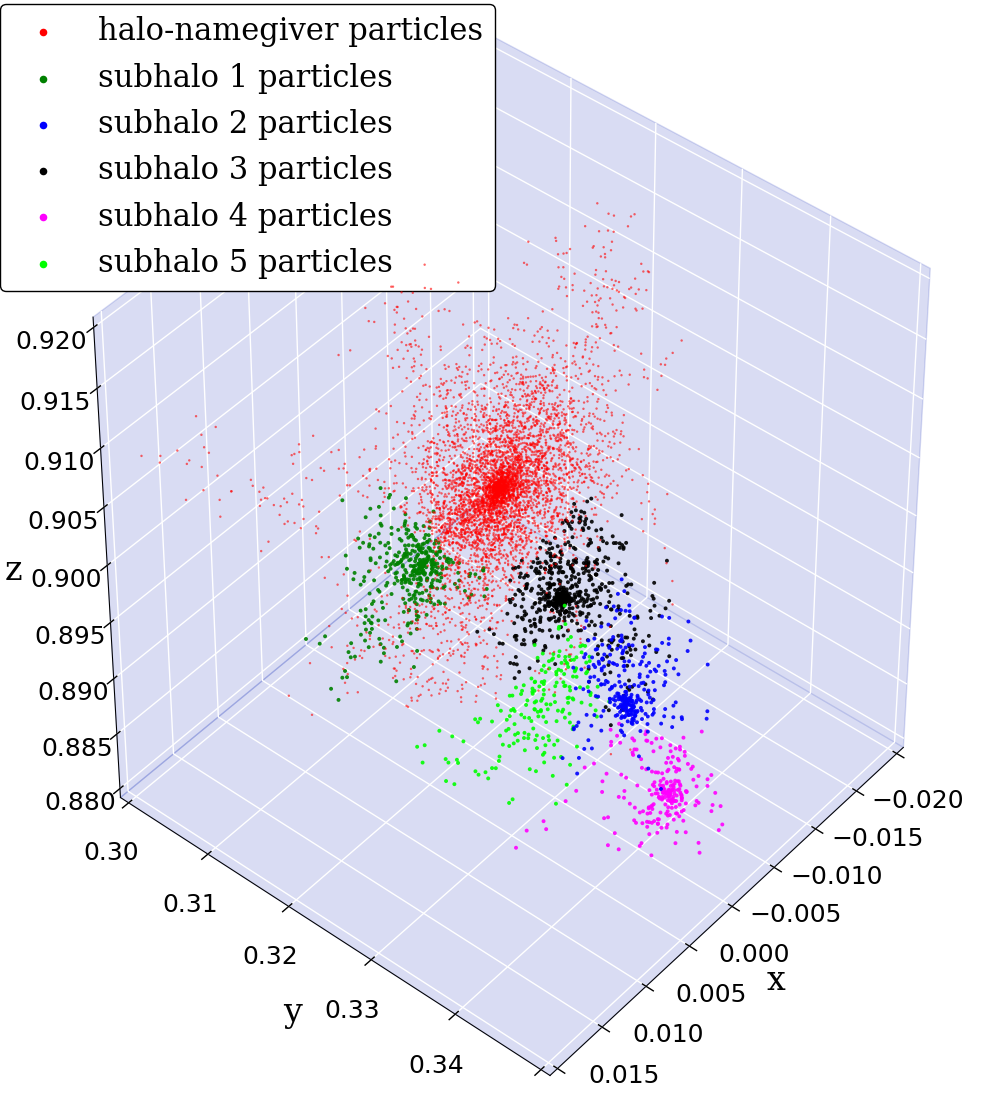 halo-namegiver particles
subhalo 1 particles
subhalo 2 particles
subhalo 3 particles
subhalo 4 particles
subhalo 5 particles
0.920
0.915
0.910
0.905
z 0.900
0.895
0.890
0.885
0.880
0.30
0.31
0.32
y 0.33
0.34
−0.020
−0.015
−0.010
−0.005
0.000
x
0.005
0.010
0.015